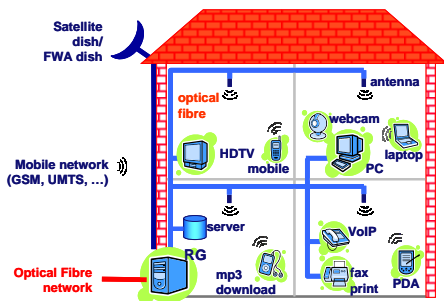 Satellite
dish/
FWA dish
antenna
optical
fibre
webcam
HDTV
mobile
PC
laptop
Mobile network
(GSM, UMTS, ...)
server
VoIP
RG
mp3
download
fax
print
PDA
Optical Fibre
network